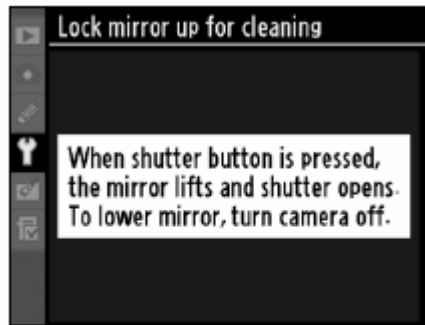 Lock mirror up for cleaning
When shutter button is pressed,
the mirror lifts and shutter opens.
To lower mirror, turn camera off.